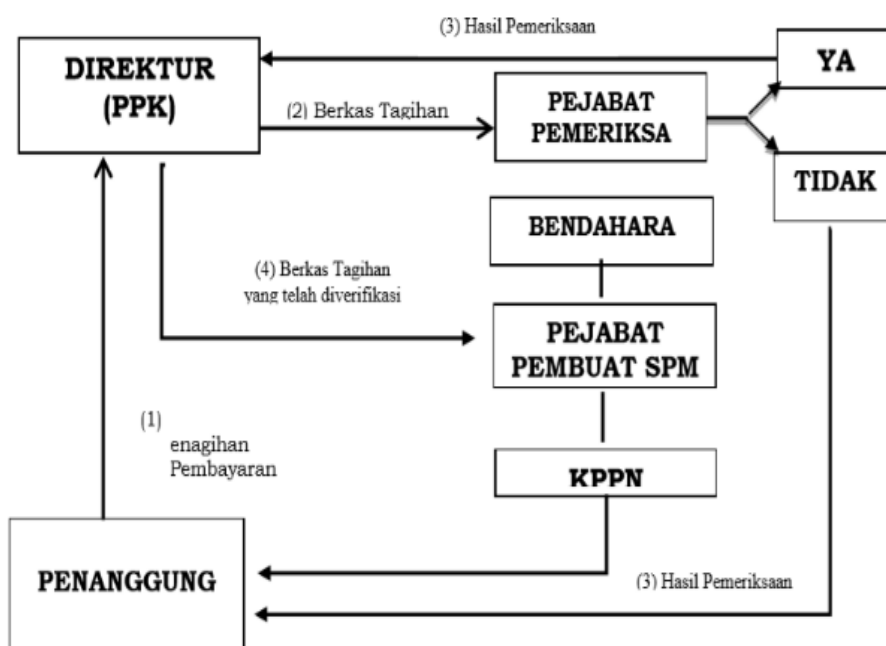 (3) Hasil Pemeriksaan
DIREKTUR
(PPK)
YA
(2) Berkas Tagihan
PEJABAT
PEMERIKSA
TIDAK
BENDAHARA
(4) Berkas Tagihan
yang telah diverifikasi
PEJABAT
PEMBUAT SPM
(1)
enagihan
Pembayaran
KPPN
PENANGGUNG
(3) Hasil Pemeriksaan